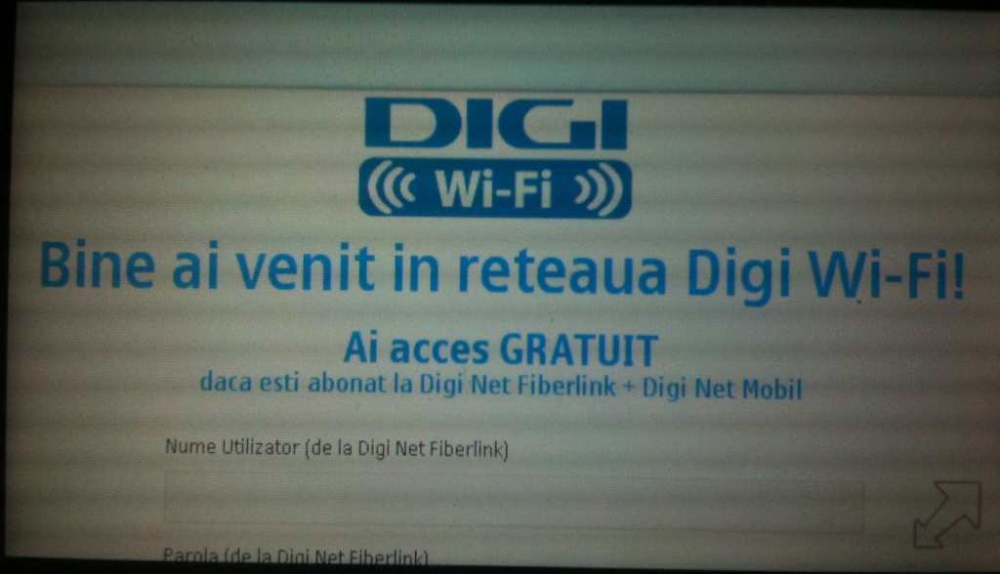 DIGI
Wi-Fi
Bine ai venit in reteaua Digi Wi-Fi!
Ai acces GRATUIT
daca esti abonat la Digi Net Fiberlink + Digi Net Mobil
Nume Utilizator (de la Digi Net Fiberlink)
Parola (de la Digi Net Fiberlink)